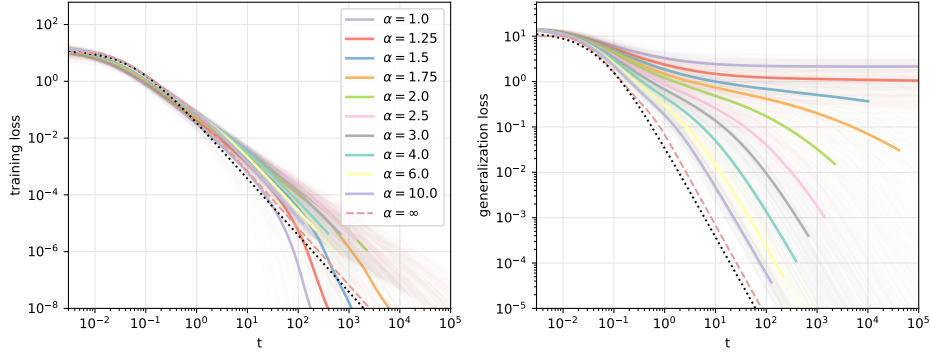 10²
10⁰
10⁻²
10⁻⁴
10⁻⁶
10⁻⁸
training loss
10⁻²
10⁻¹
10⁰
10¹
10²
10³
10⁴
10⁵
t
α = 1.0
α = 1.25
α = 1.5
α = 1.75
α = 2.0
α = 2.5
α = 3.0
α = 4.0
α = 6.0
α = 10.0
α = ∞
10¹
10⁰
10⁻¹
10⁻²
10⁻³
10⁻⁴
10⁻⁵
generalization loss
10⁻²
10⁻¹
10⁰
10¹
10²
10³
10⁴
10⁵
t